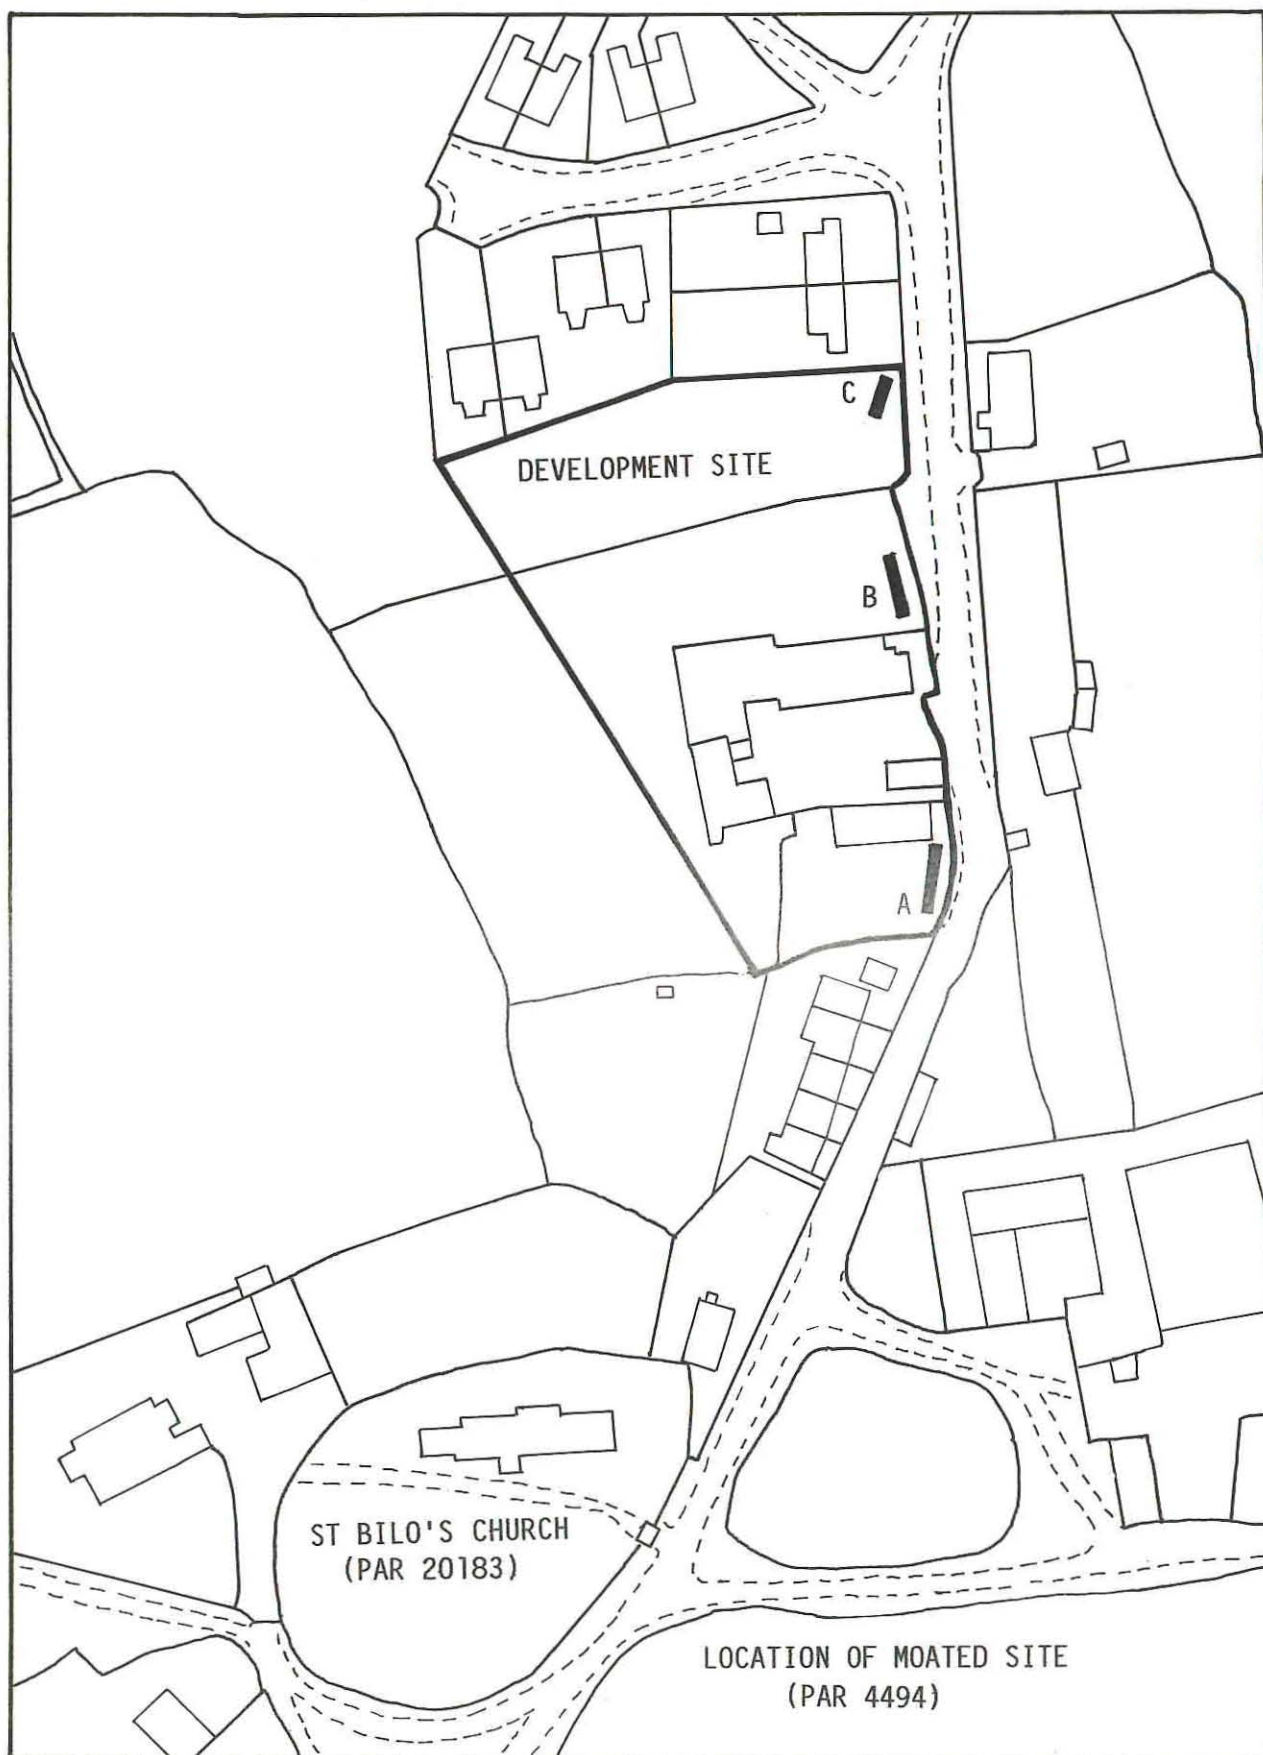 C
DEVELOPMENT SITE
B
A
ST BILO'S CHURCH
(PAR 20183)
LOCATION OF MOATED SITE
(PAR 4494)